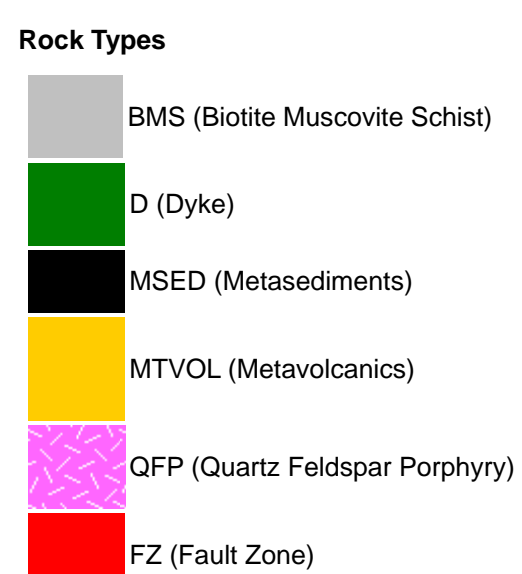 Rock Types
BMS (Biotite Muscovite Schist)
D (Dyke)
MSED (Metasediments)
MTVOL (Metavolcanics)
QFP (Quartz Feldspar Porphyry)
FZ (Fault Zone)